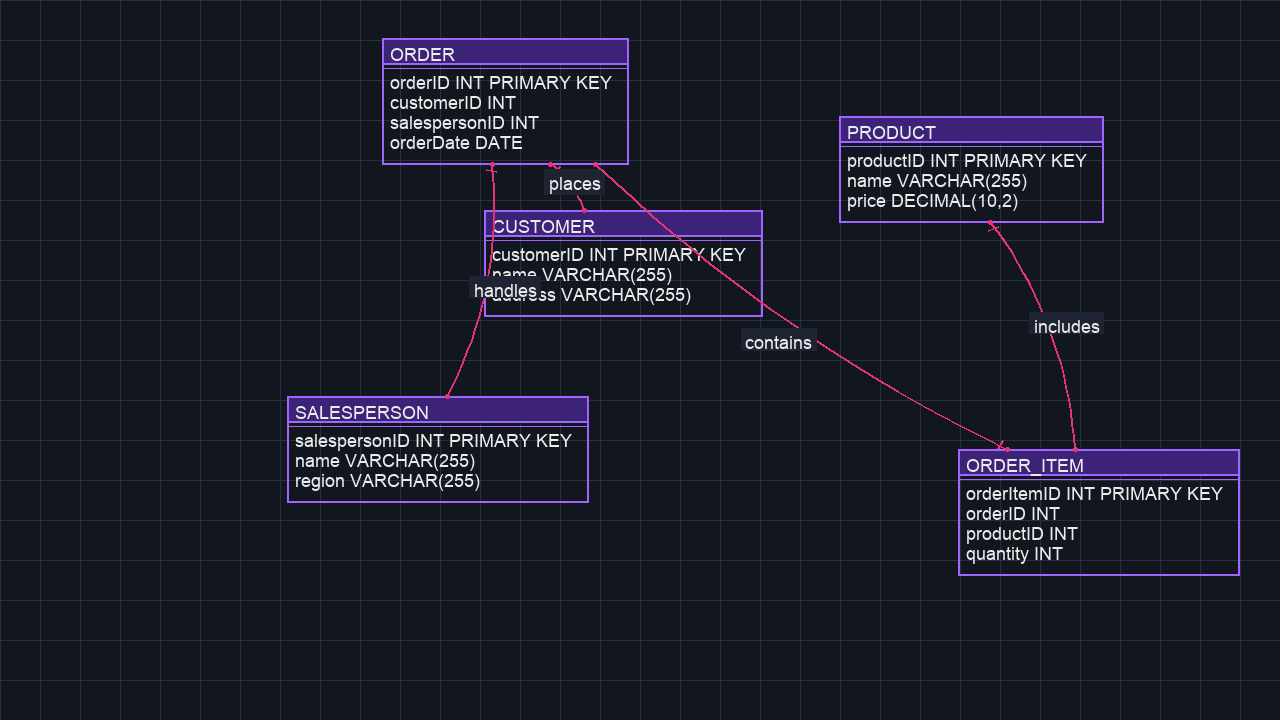 ORDER
orderID INT PRIMARY KEY
customerID INT
salespersonID INT
orderDate DATE
PRODUCT
productID INT PRIMARY KEY
name VARCHAR(255)
price DECIMAL(10,2)
places
CUSTOMER
customerID INT PRIMARY KEY
name VARCHAR(255)
VARCHAR(255)
handles
contains
includes
SALESPERSON
salespersonID INT PRIMARY KEY
name VARCHAR(255)
region VARCHAR(255)
ORDER_ITEM
orderItemID INT PRIMARY KEY
orderID INT
productID INT
quantity INT